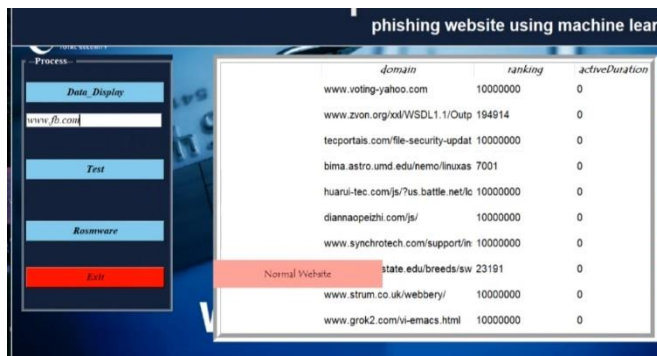 phishing website using machine lear
TOTAL SECURITY
Process
Data_Display
www.fb.com
Test
Rosmware
Exit
domain ranking activeDuration
www.voting-yahoo.com 10000000 0
www.zvon.org/xxl/WSDL1.1/Outp 194914 0
tecportais.com/file-security-updat 10000000 0
bima.astro.umd.edu/nemo/linuxas 7001 0
huarui-tec.com/js/?us.battle.net/lc 10000000 0
diannaopeizhi.com/js/ 10000000 0
www.synchrotech.com/support/in 10000000 0
Normal Website state.edu/breeds/sw 23191 0
www.strum.co.uk/webbery/ 10000000 0
www.grok2.com/vi-emacs.html 10000000 0